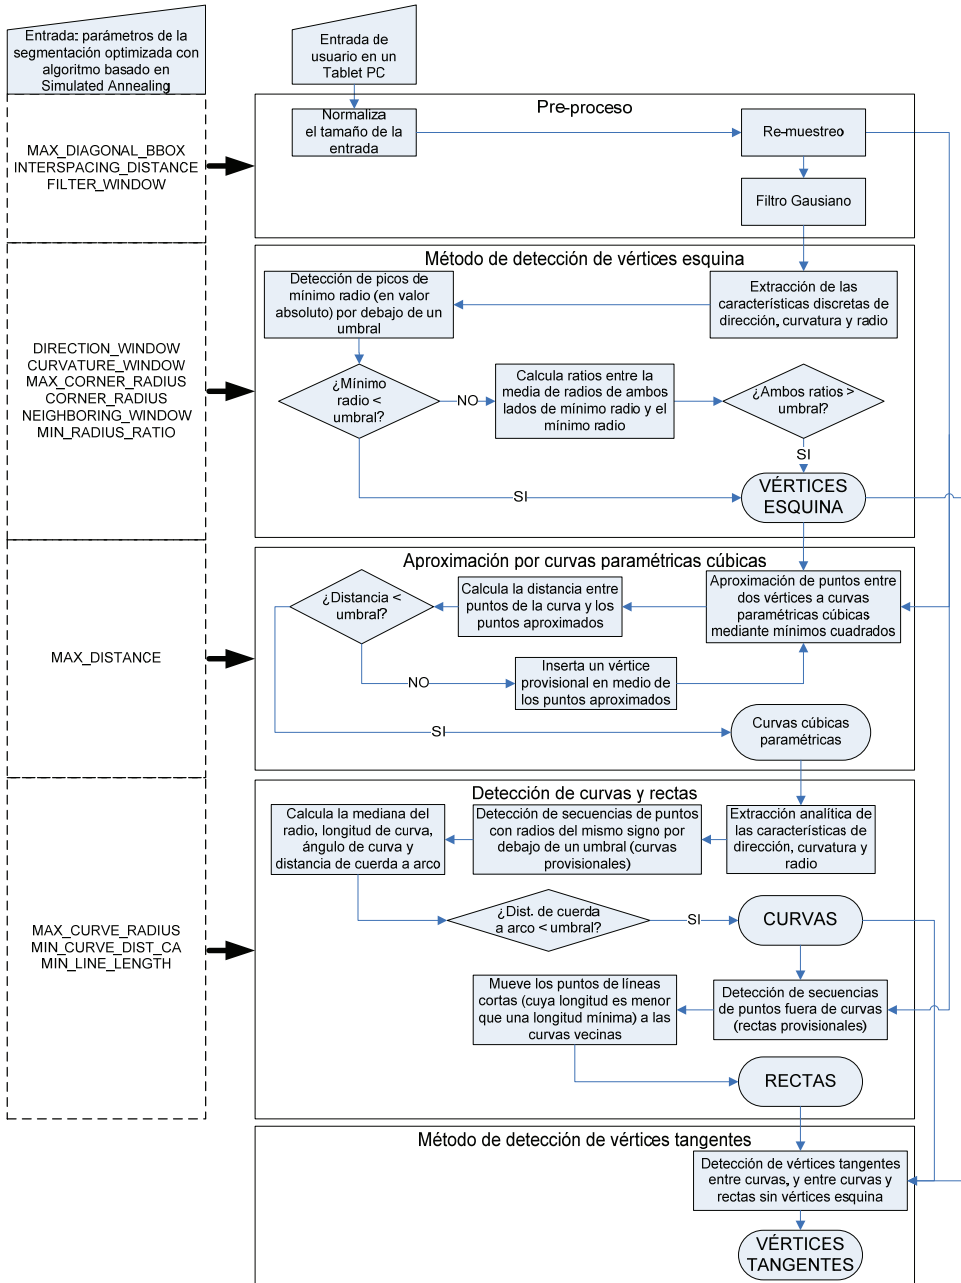 Entrada: parámetros de la
segmentación optimizada con
algoritmo basado en
Simulated Annealing
Entrada de
usuario en un
Tablet PC
MAX_DIAGONAL_BBOX
INTERSPACING_DISTANCE
FILTER_WINDOW
Pre-proceso
Normaliza
el tamaño de la
entrada
Re-muestreo
Filtro Gausiano
DIRECTION_WINDOW
CURVATURE_WINDOW
MAX_CORNER_RADIUS
CORNER_RADIUS
NEIGHBORING_WINDOW
MIN_RADIUS_RATIO
Método de detección de vértices esquina
Detección de picos de
mínimo radio (en valor
absoluto) por debajo de un
umbral
Extracción de las
características discretas de
dirección, curvatura y radio
¿Mínimo
radio <
umbral?
NO
Calcula ratios entre la
media de radios de ambos
lados de mínimo radio y el
mínimo radio
¿Ambos ratios >
umbral?
SI
SI
VÉRTICES
ESQUINA
MAX_DISTANCE
Aproximación por curvas paramétricas cúbicas
¿Distancia <
umbral?
Calcula la distancia entre
puntos de la curva y los
puntos aproximados
Aproximación de puntos entre
dos vértices a curvas
paramétricas cúbicas
mediante mínimos cuadrados
NO
Inserta un vértice
provisional en medio de
los puntos aproximados
SI
Curvas cúbicas
paramétricas
MAX_CURVE_RADIUS
MIN_CURVE_DIST_CA
MIN_LINE_LENGTH
Detección de curvas y rectas
Calcula la mediana del
radio, longitud de curva,
ángulo de curva y
distancia de cuerda a arco
Detección de secuencias de puntos
con radios del mismo signo por
debajo de un umbral (curvas
provisionales)
Extracción analítica de
las características de
dirección, curvatura y
radio
¿Dist. de cuerda
a arco < umbral?
SI
CURVAS
Mueve los puntos de líneas
cortas (cuya longitud es menor
que una longitud mínima) a las
curvas vecinas
Detección de secuencias
de puntos fuera de curvas
(rectas provisionales)
RECTAS
Método de detección de vértices tangentes
Detección de vértices tangentes
entre curvas, y entre curvas y
rectas sin vértices esquina
VÉRTICES
TANGENTES